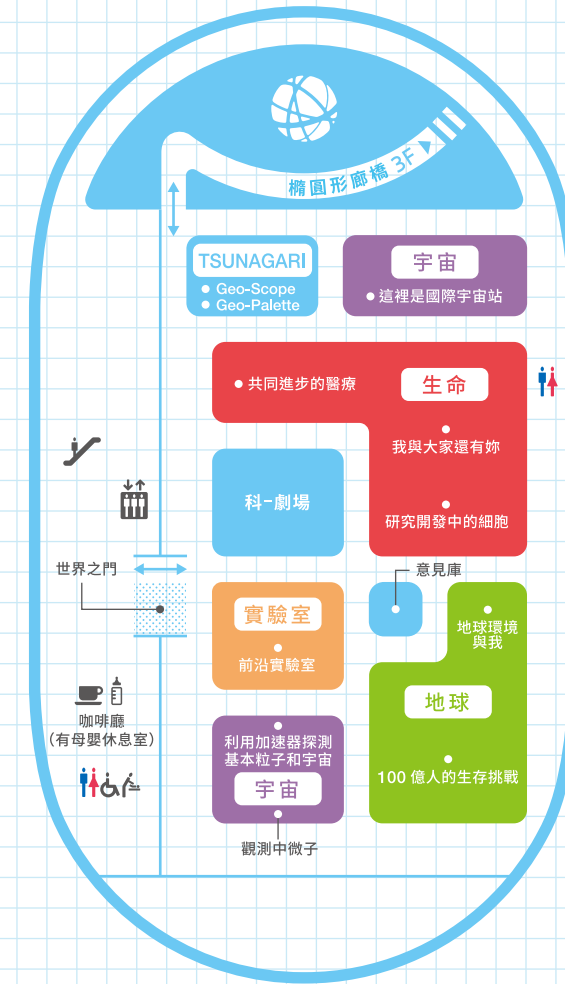 橢圓形廊橋 3F
TSUNAGARI
Geo-Scope
Geo-Palette
宇宙
這裡是國際宇宙站
共同進步的醫療
生命
我與大家還有妳
研究開發中的細胞
科-劇場
世界之門
意見庫
實驗室
前沿實驗室
地球環境
與我
地球
100 億人的生存挑戰
咖啡廳
（有母嬰休息室）
利用加速器探測
基本粒子和宇宙
宇宙
觀測中微子